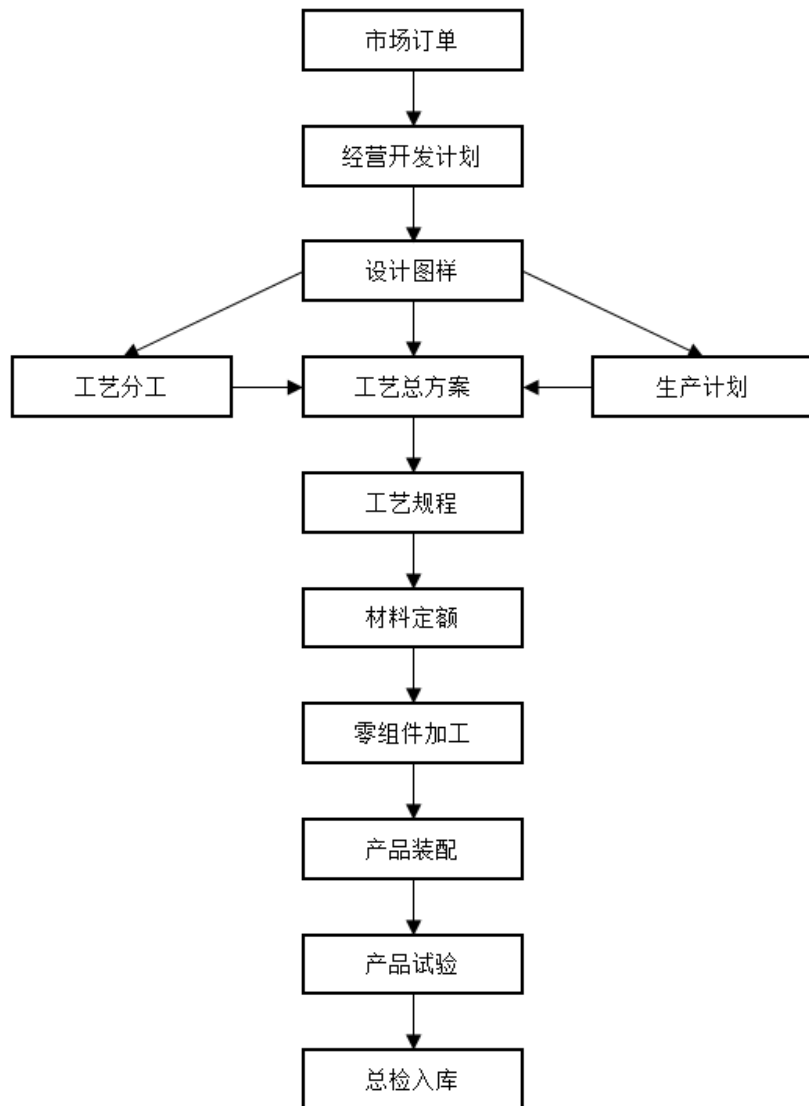 市场订单
经营开发计划
设计图样
工艺分工
工艺总方案
生产计划
工艺规程
材料定额
零组件加工
产品装配
产品试验
总检入库